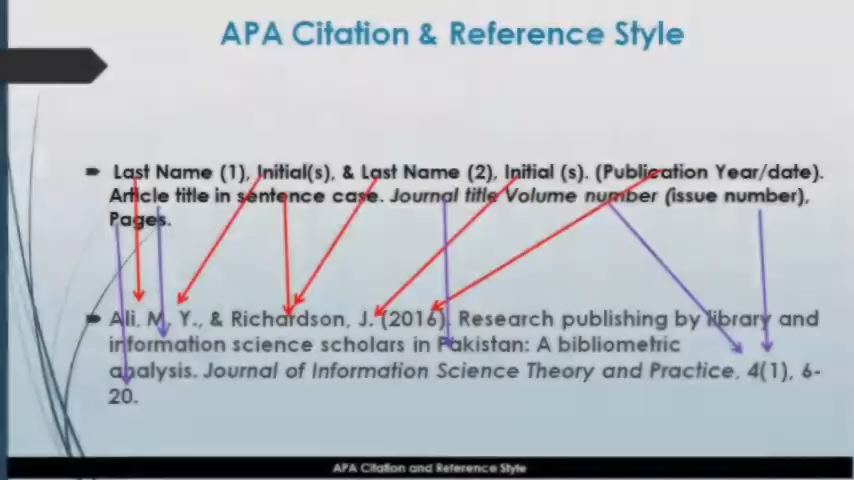 APA Citation & Reference Style
Last Name (1), Initial(s), & Last Name (2), Initial (s). (Publication Year/date).
Article title in sentence case. Journal title Volume number (issue number),
Pages.
Ali, M. Y., & Richardson, J. (2016). Research publishing by library and
information science scholars in Pakistan: A bibliometric
analysis. Journal of Information Science Theory and Practice, 4(1), 6-
20.
APA Citation and Reference Style